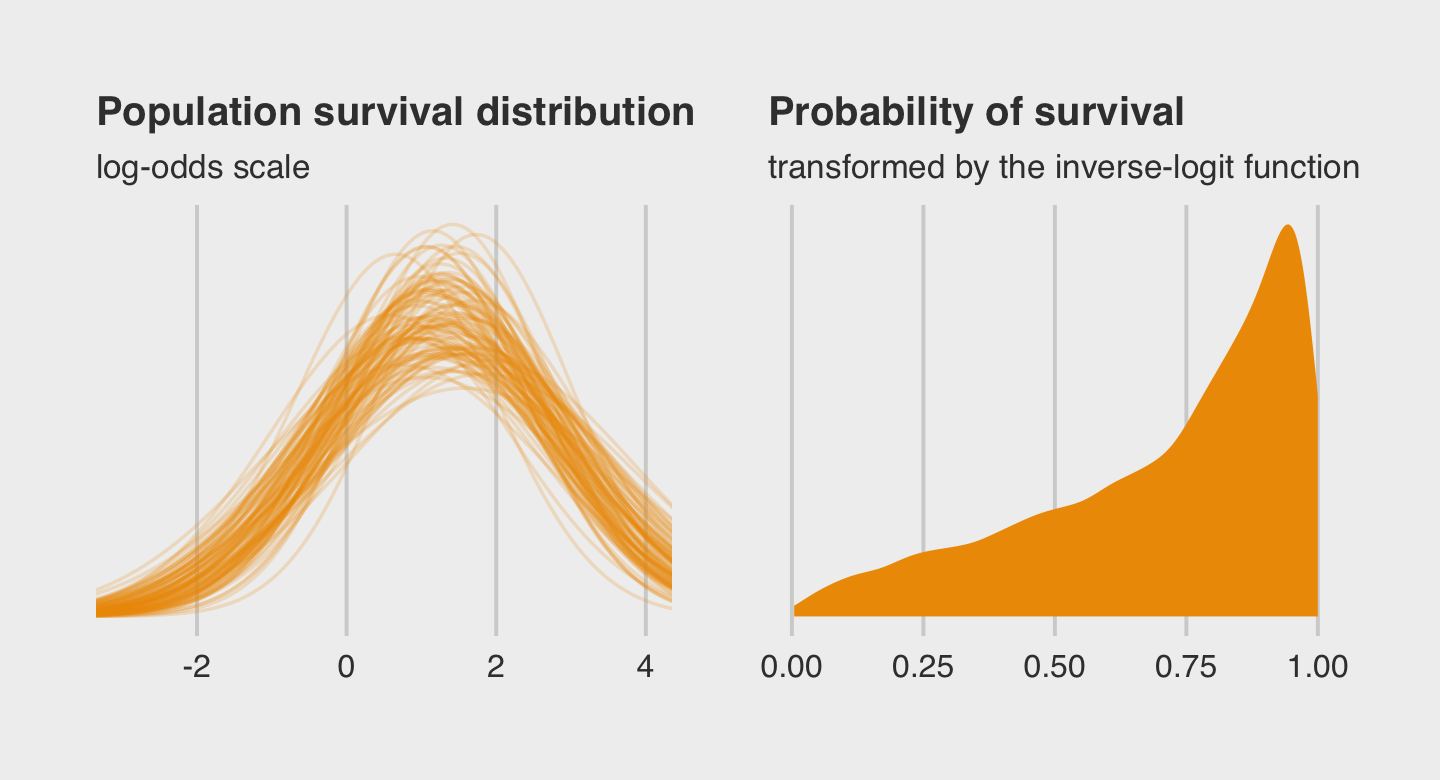 Population survival distribution
log-odds scale
-2 0 2 4
Probability of survival
transformed by the inverse-logit function
0.00 0.25 0.50 0.75 1.00